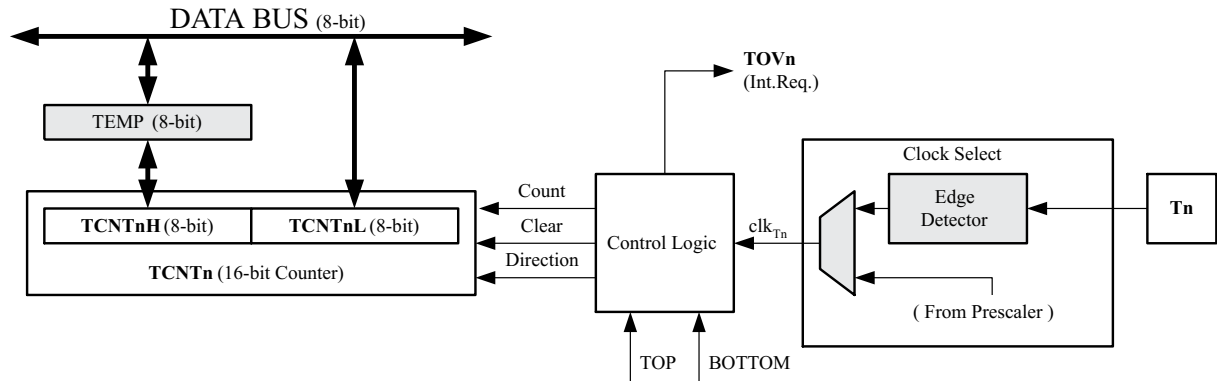 DATA BUS (8-bit)
TOVn
(Int.Req.)
TEMP (8-bit)
Clock Select
Count
Edge
Detector
Tn
TCNTnH (8-bit) TCNTnL (8-bit)
Clear
Control Logic
clkTn
TCNTn (16-bit Counter)
Direction
( From Prescaler )
TOP
BOTTOM